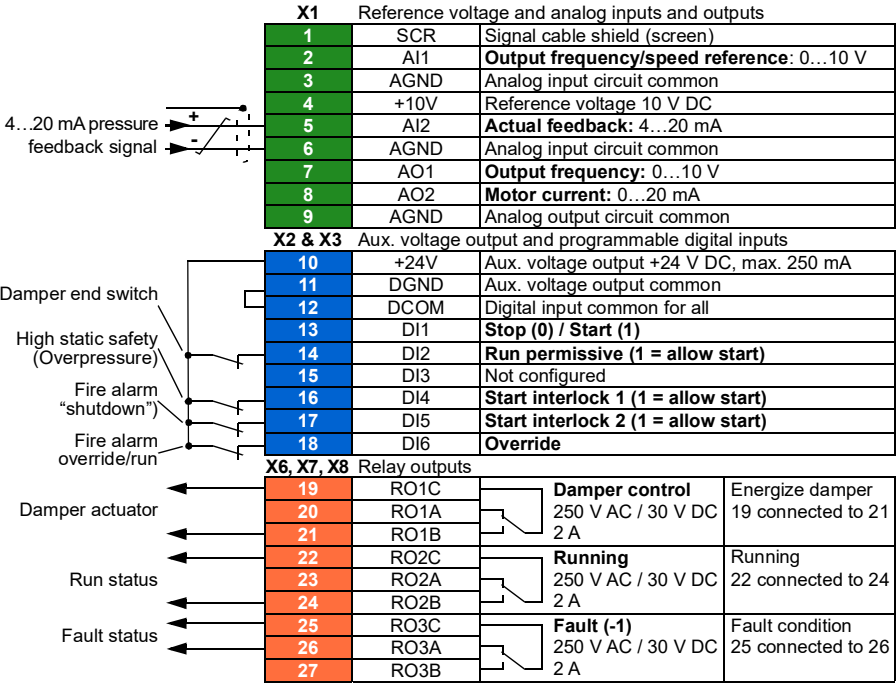 X1 Reference voltage and analog inputs and outputs
1 SCR Signal cable shield (screen)
2 AI1 Output frequency/speed reference: 0…10 V
3 AGND Analog input circuit common
4 +10V Reference voltage 10 V DC
4…20 mA pressure + 5 AI2 Actual feedback: 4…20 mA
feedback signal - 6 AGND Analog input circuit common
7 AO1 Output frequency: 0…10 V
8 AO2 Motor current: 0…20 mA
9 AGND Analog output circuit common
X2 & X3 Aux. voltage output and programmable digital inputs
10 +24V Aux. voltage output +24 V DC, max. 250 mA
11 DGND Aux. voltage output common
Damper end switch
12 DCOM Digital input common for all
13 DI1 Stop (0) / Start (1)
High static safety
(Overpressure)
14 DI2 Run permissive (1 = allow start)
15 DI3 Not configured
Fire alarm
16 DI4 Start interlock 1 (1 = allow start)
“shutdown”)
17 DI5 Start interlock 2 (1 = allow start)
Fire alarm
18 DI6 Override
override/run
X6, X7, X8 Relay outputs
19 RO1C Damper control Energize damper
Damper actuator 20 RO1A 250 V AC / 30 V DC 19 connected to 21
21 RO1B 2 A
22 RO2C Running Running
Run status 23 RO2A 250 V AC / 30 V DC 22 connected to 24
24 RO2B 2 A
25 RO3C Fault (-1) Fault condition
Fault status 26 RO3A 250 V AC / 30 V DC 25 connected to 26
27 RO3B 2 A